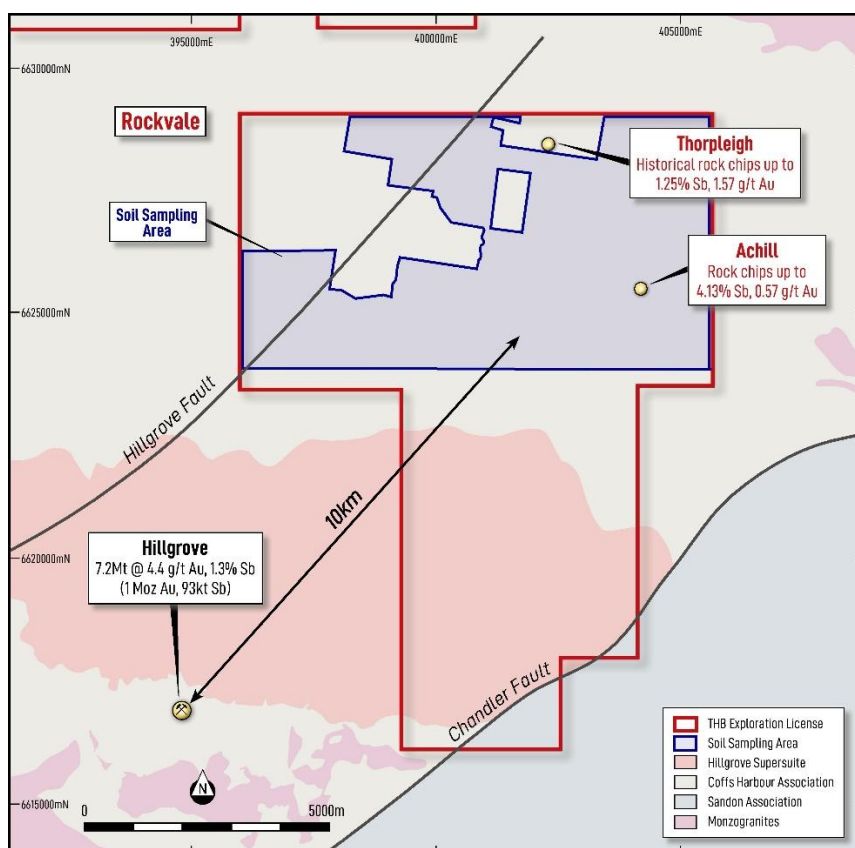 395000mE
400000mE
405000mE
6630000mN
Rockvale
Thorpleigh
Historical rock chips up to
1.25% Sb, 1.57 g/t Au
Soil Sampling
Area
Achill
Rock chips up to
4.13% Sb, 0.57 g/t Au
6625000mN
Hillgrove Fault
10km
6620000mN
Hillgrove
7.2Mt @ 4.4 g/t Au, 1.3% Sb
(1 Moz Au, 93kt Sb)
Chandler Fault
N
6615000mN
0
5000m
THB Exploration License
Soil Sampling Area
Hillgrove Supersuite
Coffs Harbour Association
Sandon Association
Monzogranites